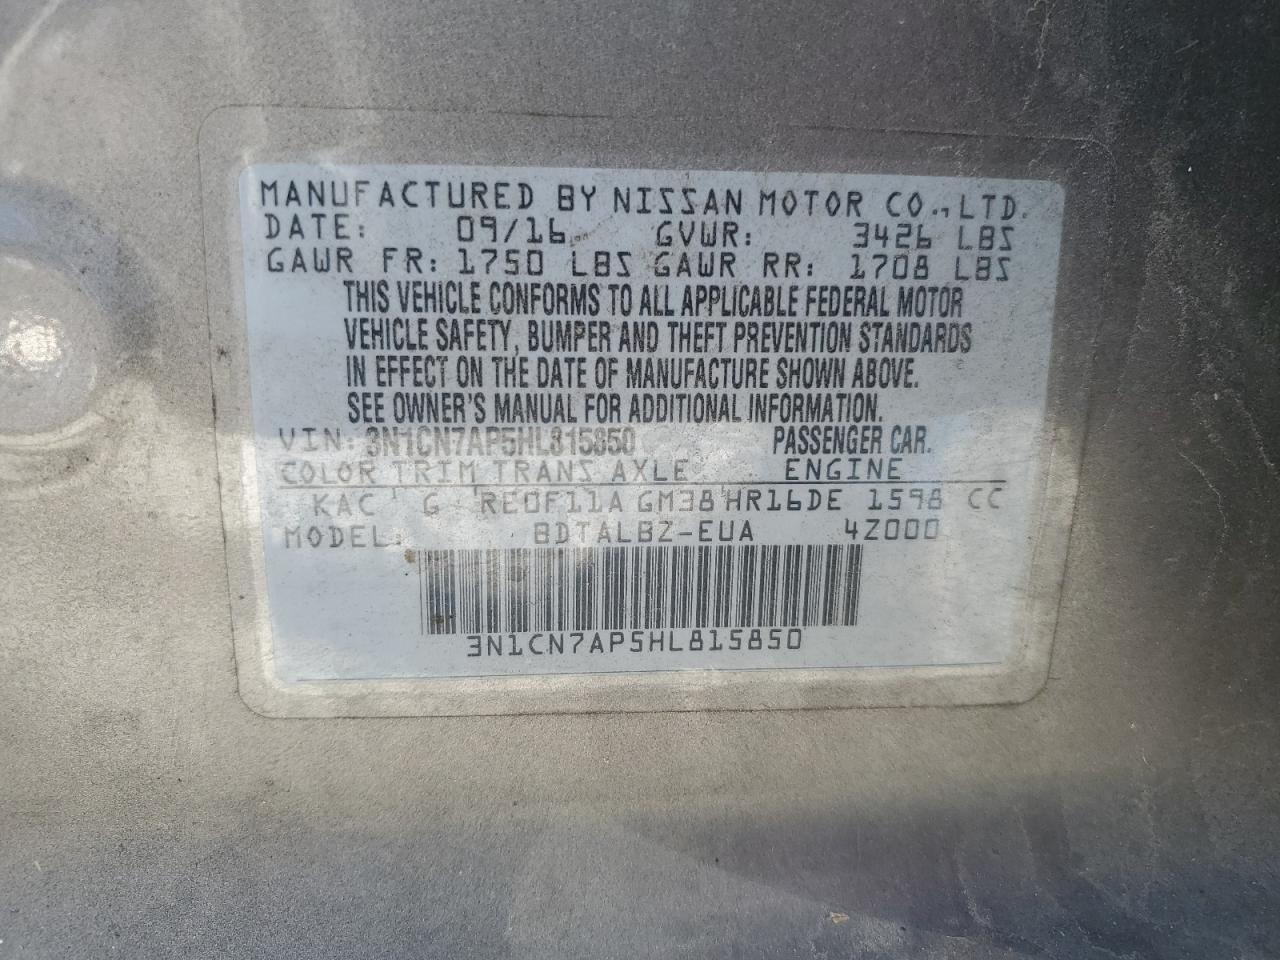 MANUFACTURED BY NISSAN MOTOR CO., LTD.
DATE: 09/16 GVWR: 3426 LBS
GAWR FR: 1750 LBS GAWR RR: 1708 LBS
THIS VEHICLE CONFORMS TO ALL APPLICABLE FEDERAL MOTOR
VEHICLE SAFETY, BUMPER AND THEFT PREVENTION STANDARDS
IN EFFECT ON THE DATE OF MANUFACTURE SHOWN ABOVE.
SEE OWNER'S MANUAL FOR ADDITIONAL INFORMATION.
VIN: 3N1CN7AP5HL815850 PASSENGER CAR.
COLOR TRIM TRANS AXLE ENGINE
KAC G RE0F11A GM38 HR16DE 1598 CC
MODEL: BDTALBZ-EUA 4Z000
3N1CN7AP5HL815850